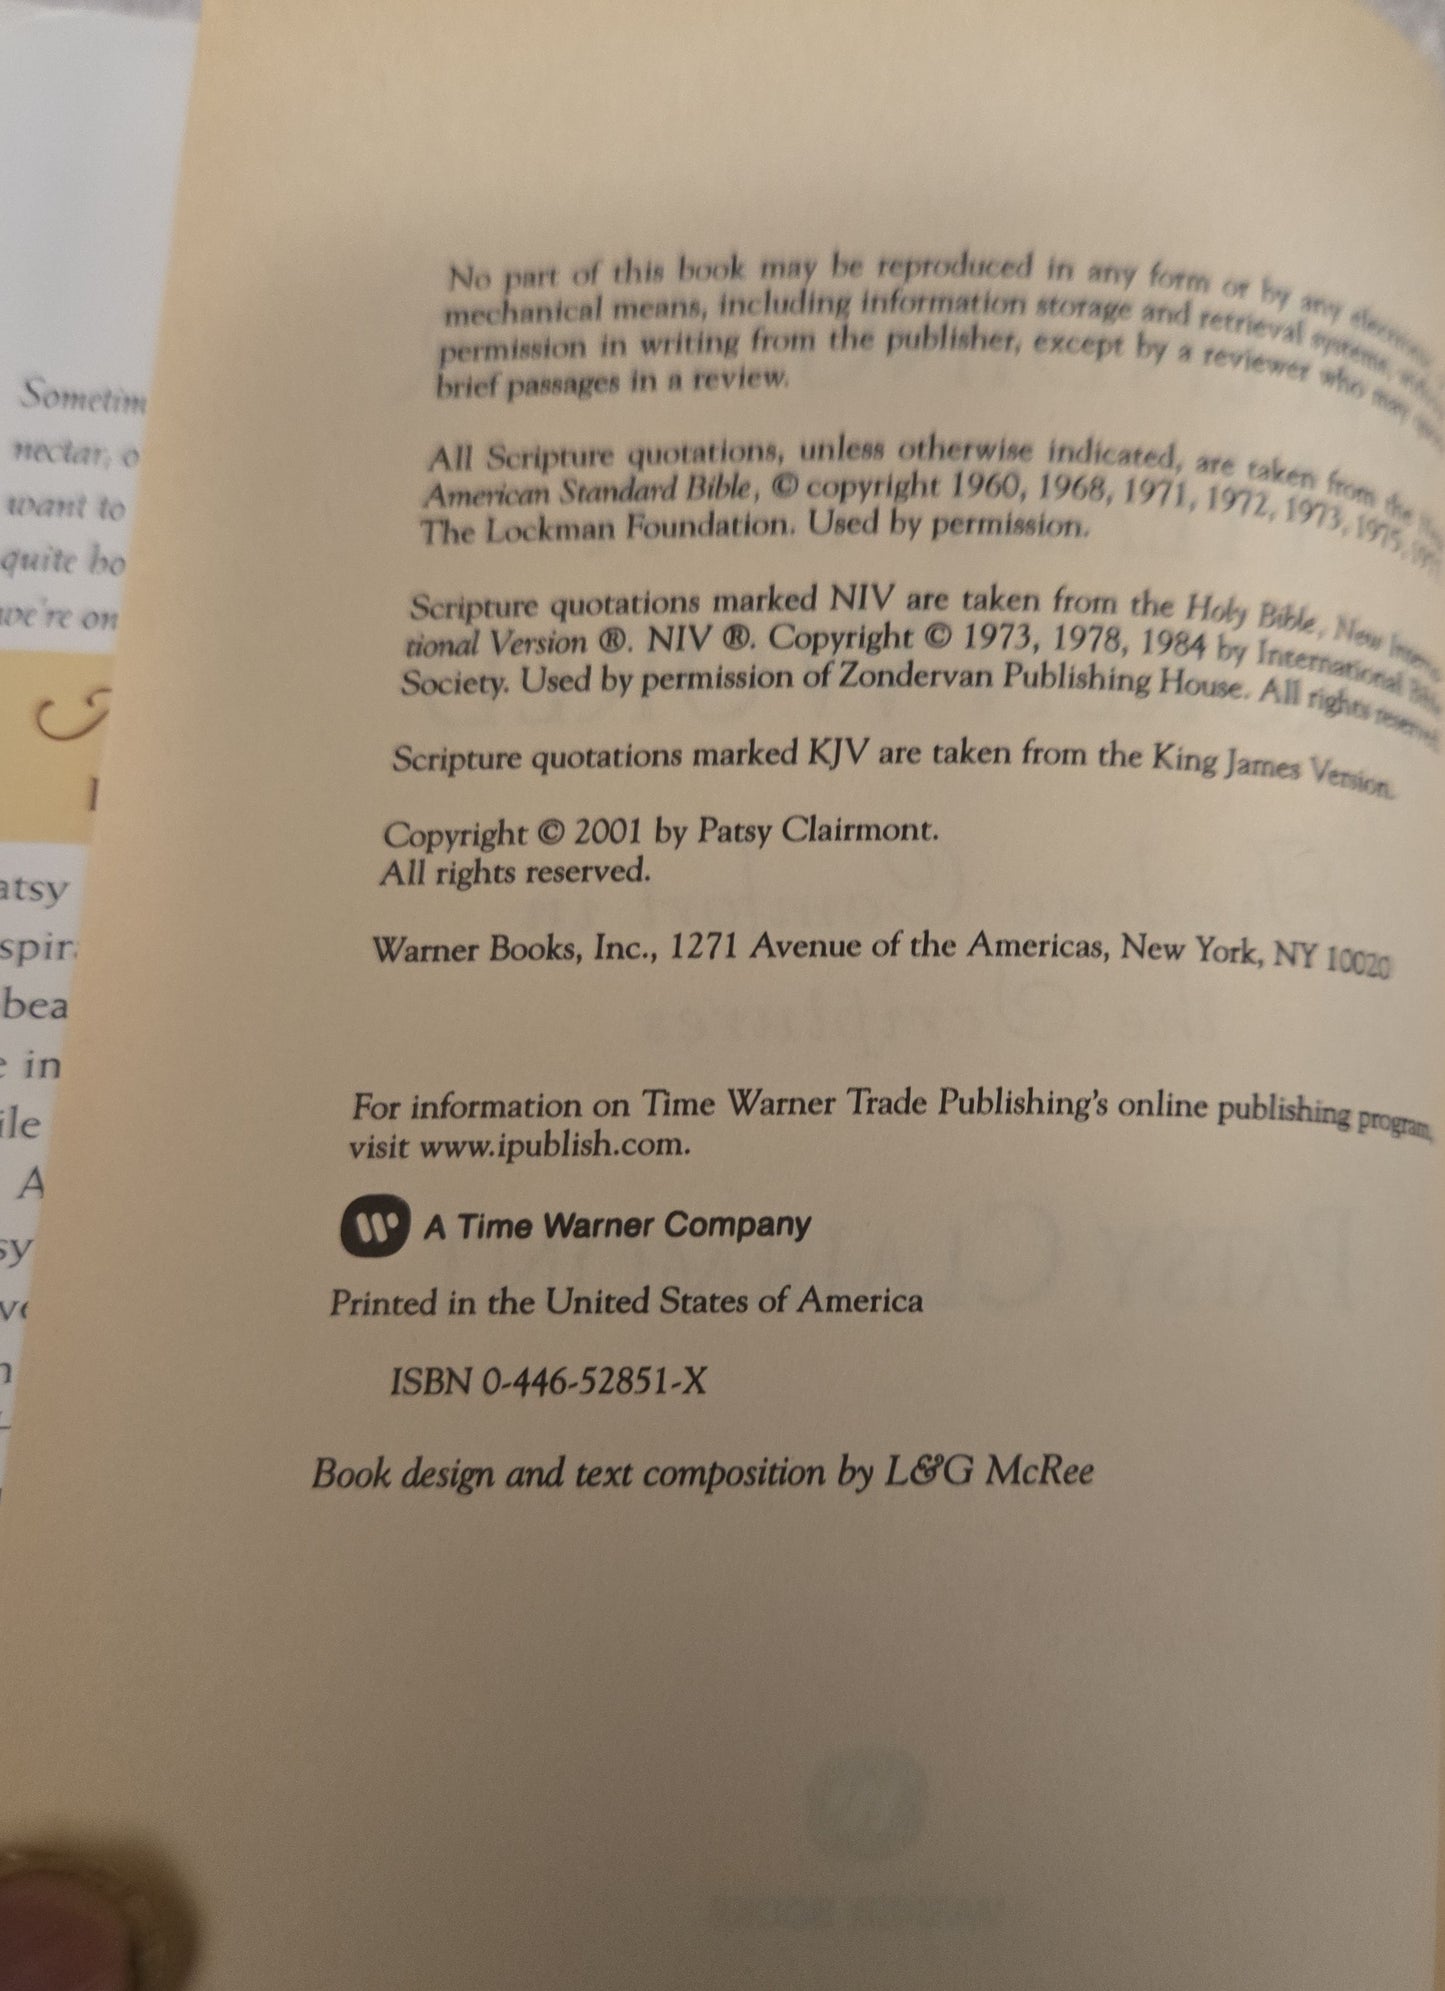 Sometim
nectar, o
want to
quite bo
we're on
atsy
spir
bea
in
ile
A
sy
No part of this book may be reproduced in any form or by any
mechanical means, including information storage and retrieval systems,
permission in writing from the publisher, except by a reviewer who may
brief passages in a review.
All Scripture quotations, unless otherwise indicated, are taken from the
American Standard Bible, © copyright 1960, 1968, 1971, 1972, 1973, 1975,
The Lockman Foundation. Used by permission.
Scripture quotations marked NIV are taken from the Holy Bible, New
tional Version ®. NIV ®. Copyright © 1973, 1978, 1984 by International
Society. Used by permission of Zondervan Publishing House. All rights reserved.
Scripture quotations marked KJV are taken from the King James Version.
Copyright © 2001 by Patsy Clairmont.
All rights reserved.
Warner Books, Inc., 1271 Avenue of the Americas, New York, NY 10020
For information on Time Warner Trade Publishing's online publishing program,
visit www.ipublish.com.
A Time Warner Company
Printed in the United States of America
ISBN 0-446-52851-X
Book design and text composition by L&G McRee